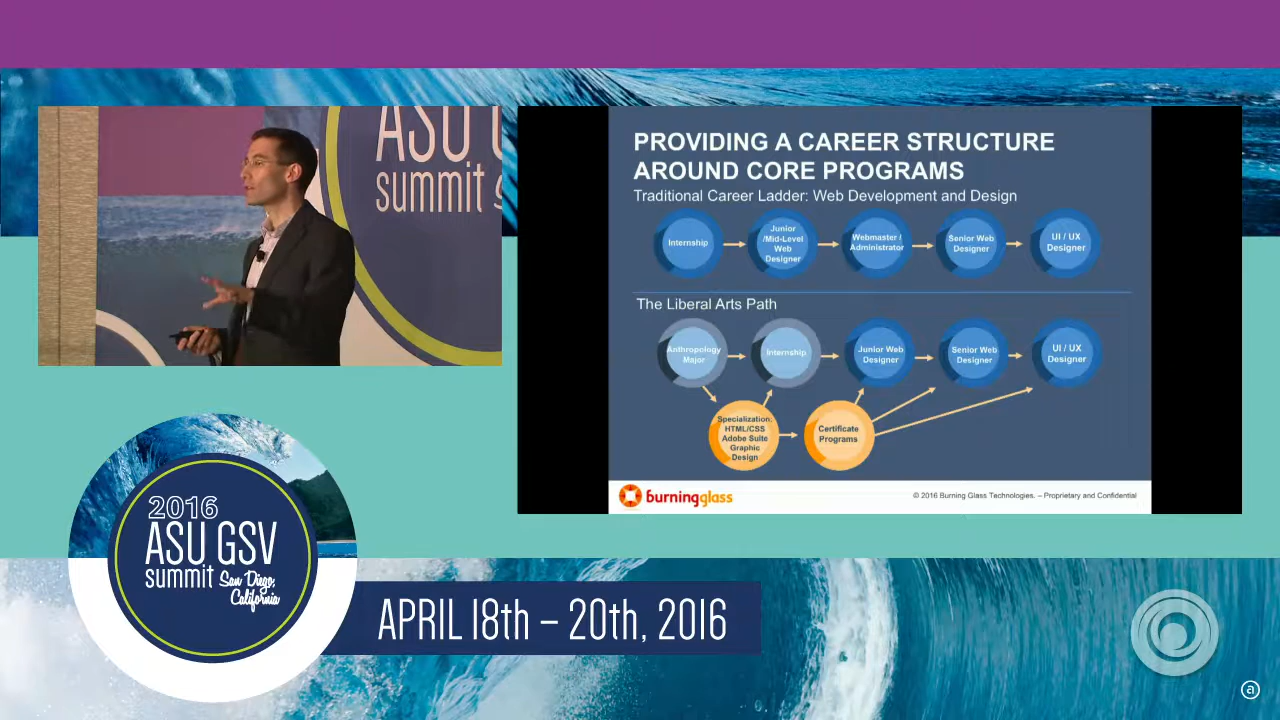 ASU G
summit s
PROVIDING A CAREER STRUCTURE
AROUND CORE PROGRAMS
Traditional Career Ladder: Web Development and Design
Internship
Junior
/Mid-Level
Web
Designer
Webmaster /
Administrator
Senior Web
Designer
UI / UX
Designer
The Liberal Arts Path
Anthropology
Major
Internship
Junior Web
Designer
Senior Web
Designer
UI / UX
Designer
Specialization:
HTML/CSS
Adobe Suite
Graphic
Design
Certificate
Programs
burningglass
© 2016 Burning Glass Technologies. – Proprietary and Confidential
2016
ASU GSV
summit San Diego,
California
APRIL 18th – 20th, 2016
a